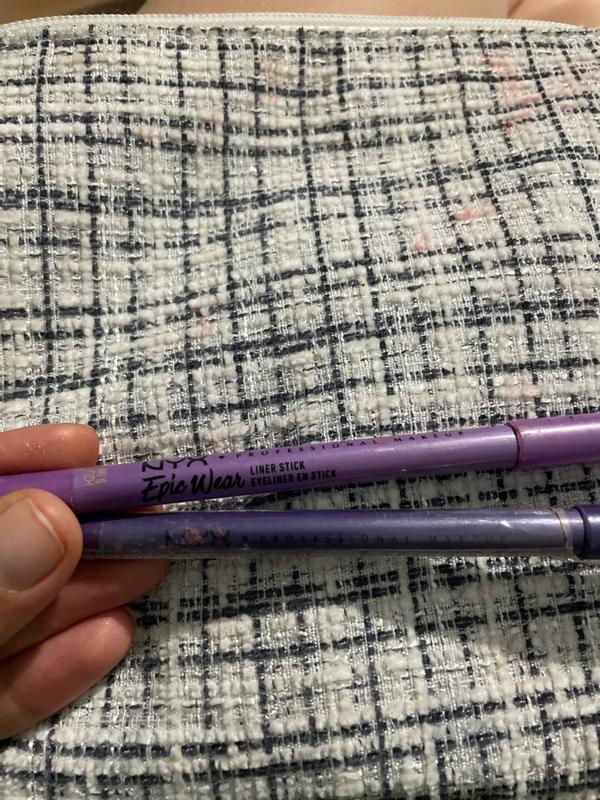 NYX PROFESSIONAL MAKEUP
Epic Wear LINER STICK
EYELINER EN STICK
NYX PROFESSIONAL MAKEUP